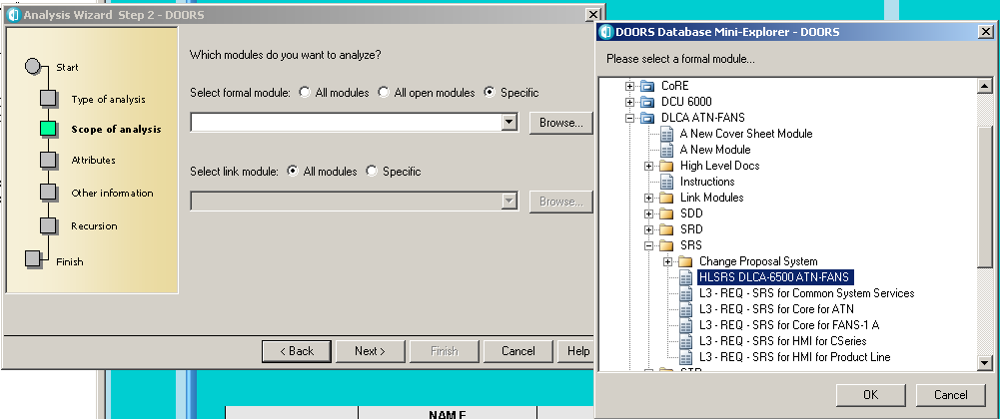 Analysis Wizard Step 2 - DOORS
Start
Type of analysis
Scope of analysis
Attributes
Other information
Recursion
Finish
Which modules do you want to analyze?
Select formal module: All modules All open modules Specific
Browse...
Select link module: All modules Specific
Browse...
< Back Next > Finish Cancel Help
DOORS Database Mini-Explorer - DOORS
Please select a formal module...
CoRE
DCU 6000
DLCA ATN-FANS
A New Cover Sheet Module
A New Module
High Level Docs
Instructions
Link Modules
SDD
SRD
SRS
Change Proposal System
HLSRS DLCA-6500 ATN-FANS
L3 - REQ - SRS for Common System Services
L3 - REQ - SRS for Core for ATN
L3 - REQ - SRS for Core for FANS-1 A
L3 - REQ - SRS for HMI for CSeries
L3 - REQ - SRS for HMI for Product Line
OK Cancel
NAME